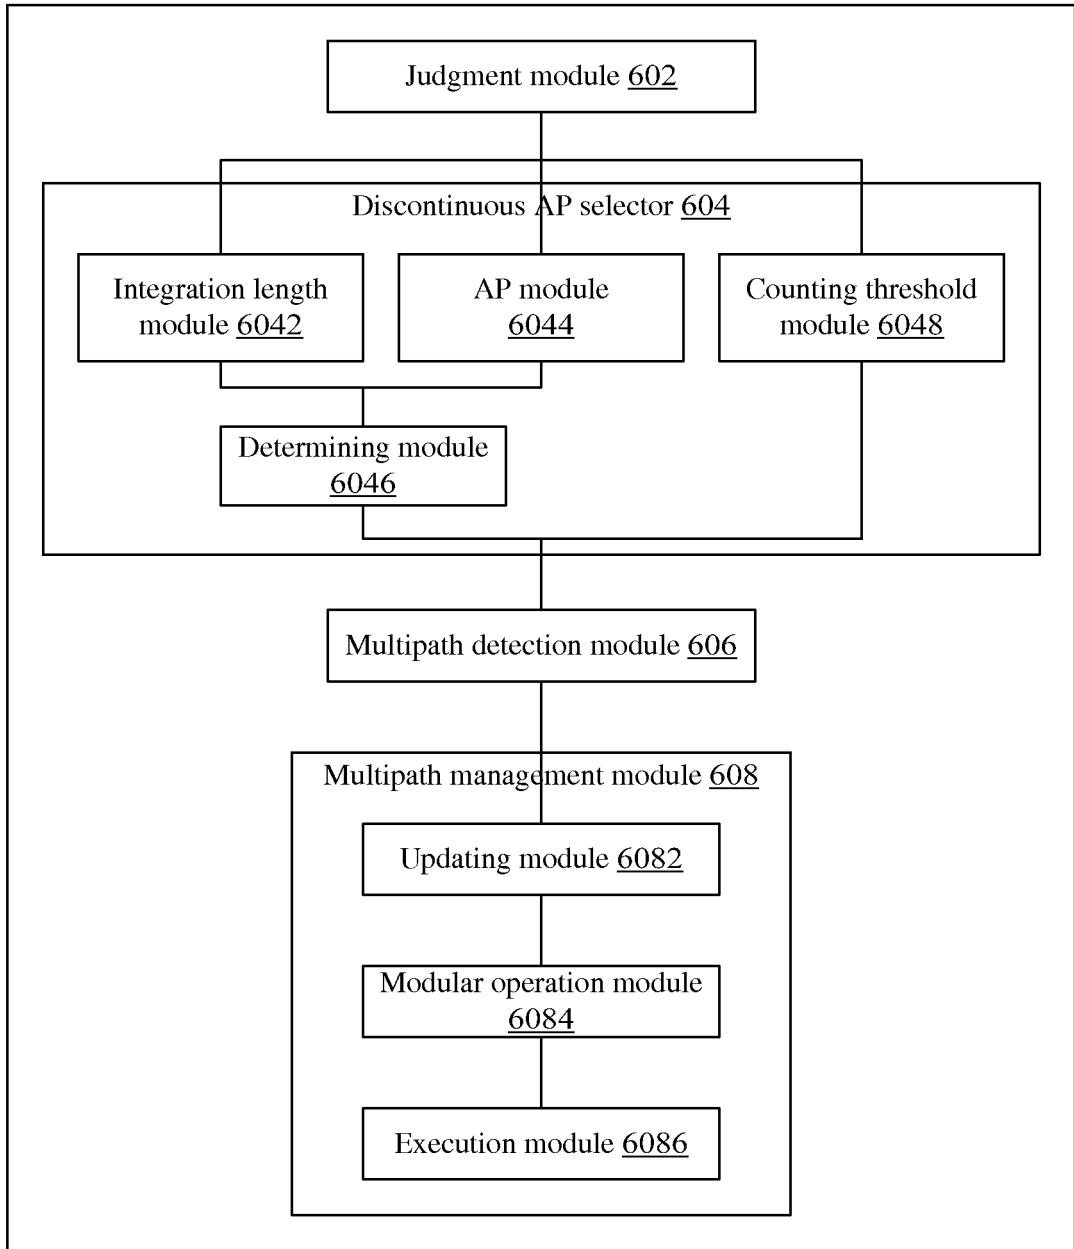 Judgment module 602
Discontinuous AP selector 604
Integration length
module 6042
AP module
6044
Counting threshold
module 6048
Determining module
6046
Multipath detection module 606
Multipath management module 608
Updating module 6082
Modular operation module
6084
Execution module 6086